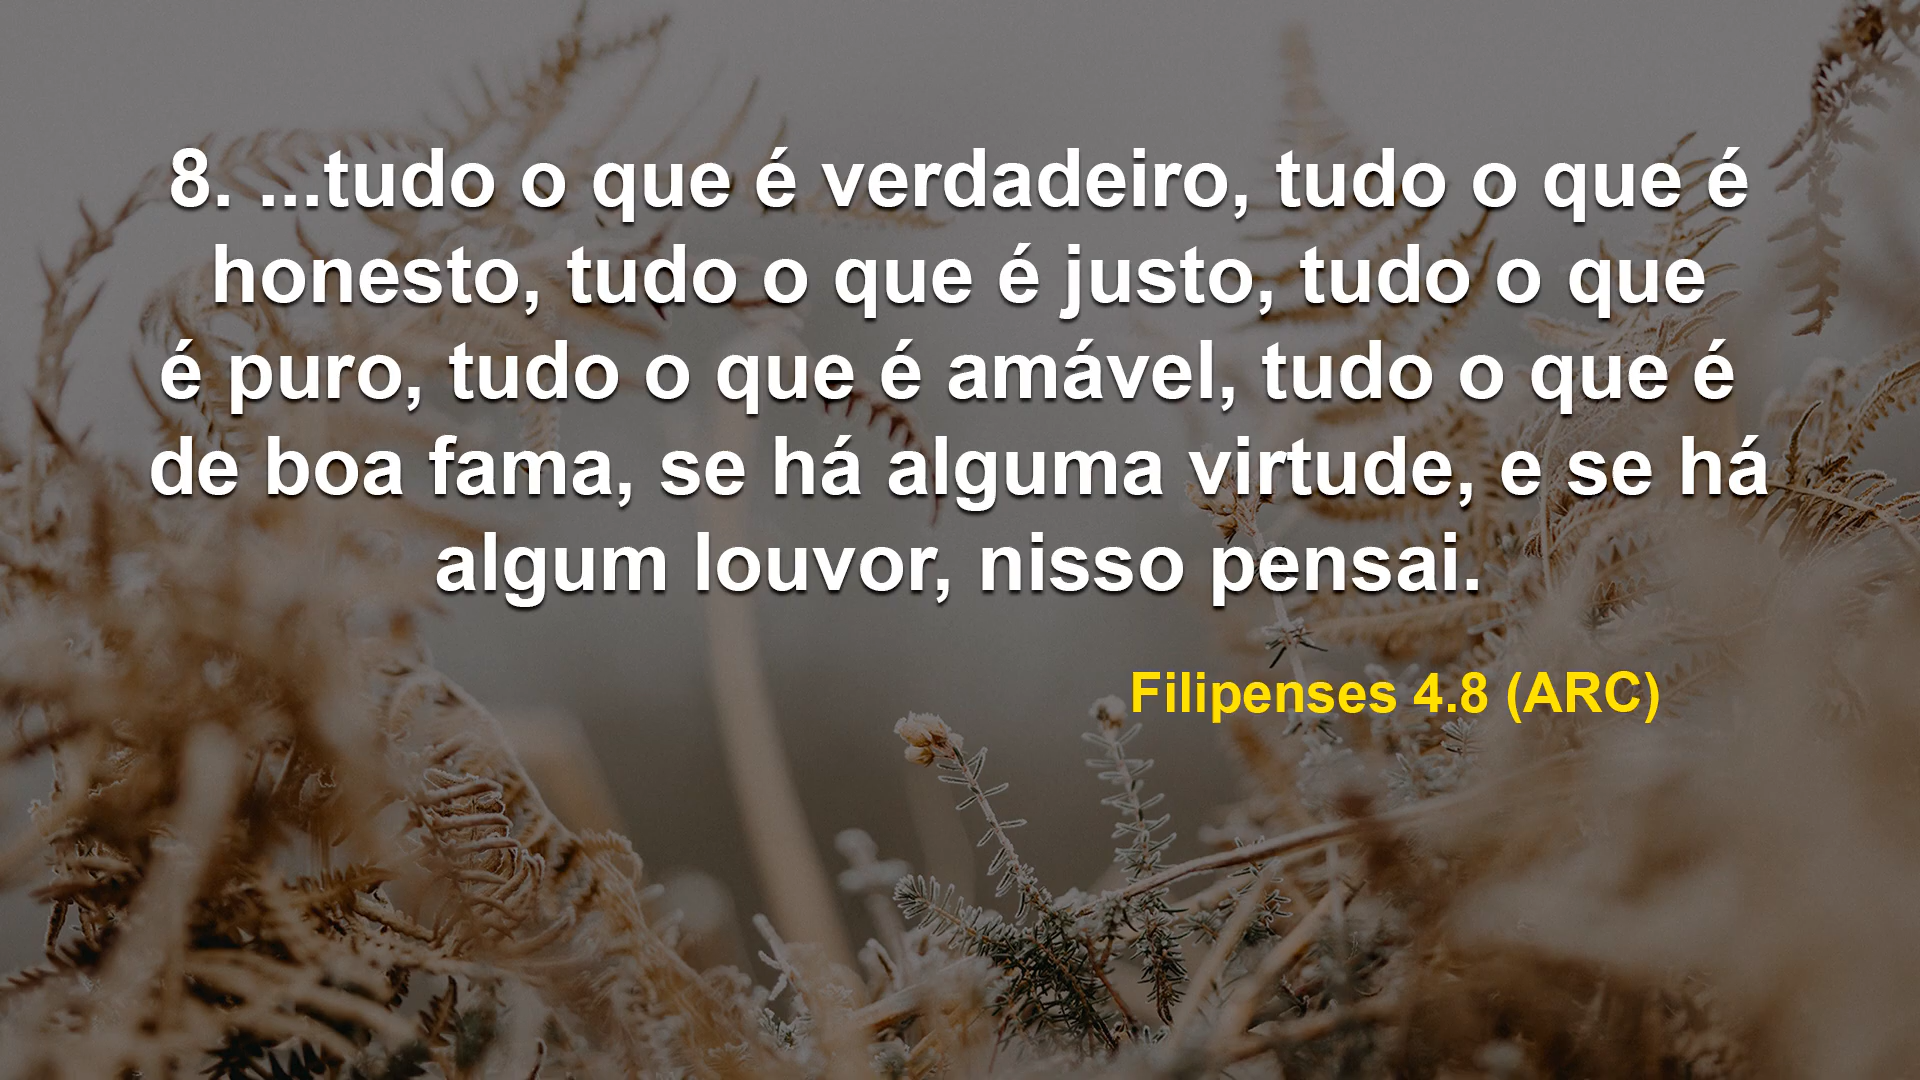 8. ...tudo o que é verdadeiro, tudo o que é
honesto, tudo o que é justo, tudo o que
é puro, tudo o que é amável, tudo o que é
de boa fama, se há alguma virtude, e se há
algum louvor, nisso pensai.
Filipenses 4.8 (ARC)